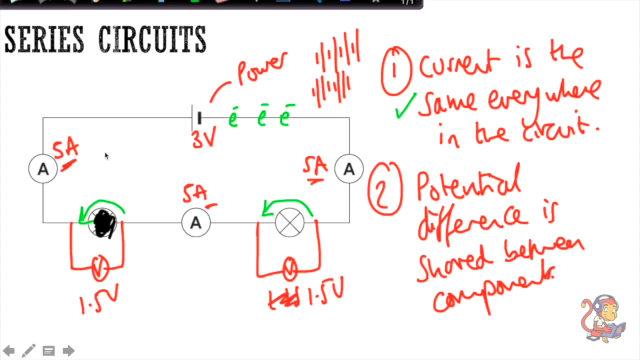 SERIES CIRCUITS
Power
3V
e⁻ e⁻ e⁻
5A
A
5A
A
5A
A
V
1.5V
V
1.5V
1 Current is the
✓ Same everywhere
in the circuit.
2 Potential
difference is
shared between
components.